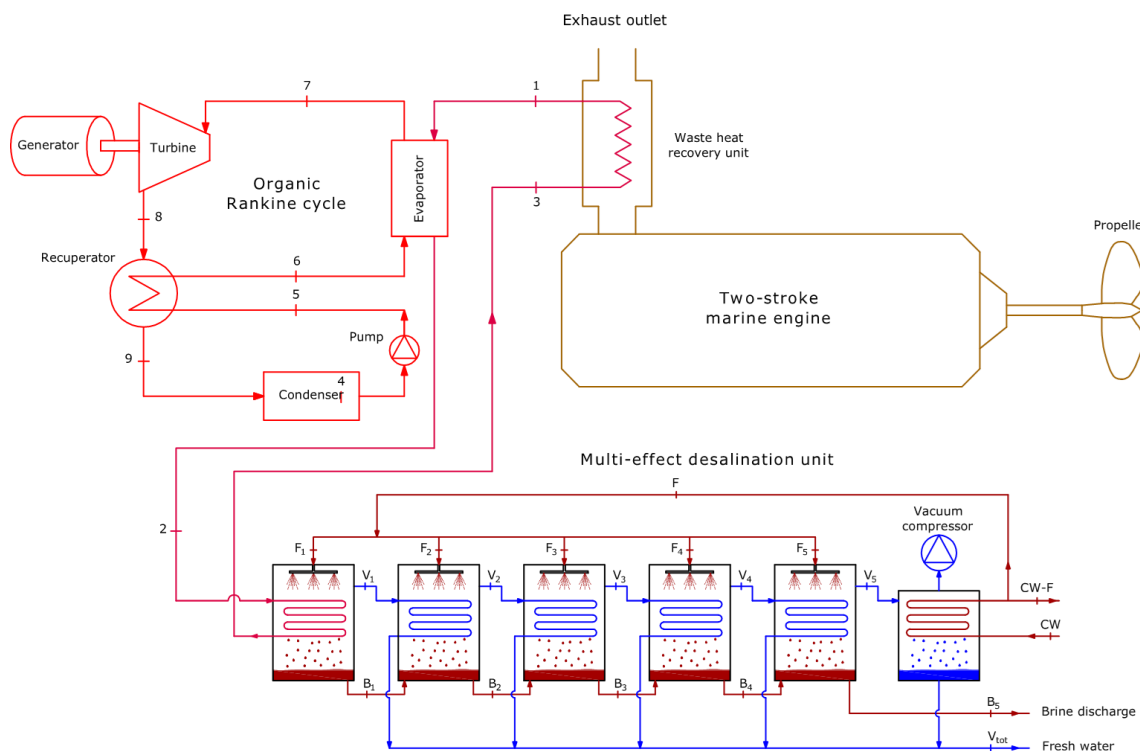 Exhaust outlet
7
1
Generator
Turbine
Waste heat
recovery unit
Evaporator
Organic
Rankine cycle
3
8
Propelle
Recuperator
6
5
Two-stroke
marine engine
Pump
9
4
Condenser
Multi-effect desalination unit
F
Vacuum
compressor
2
F1
F2
F3
F4
F5
V1
V2
V3
V4
V5
CW-F
CW
B1
B2
B3
B4
B5
Brine discharge
Vtot
Fresh water